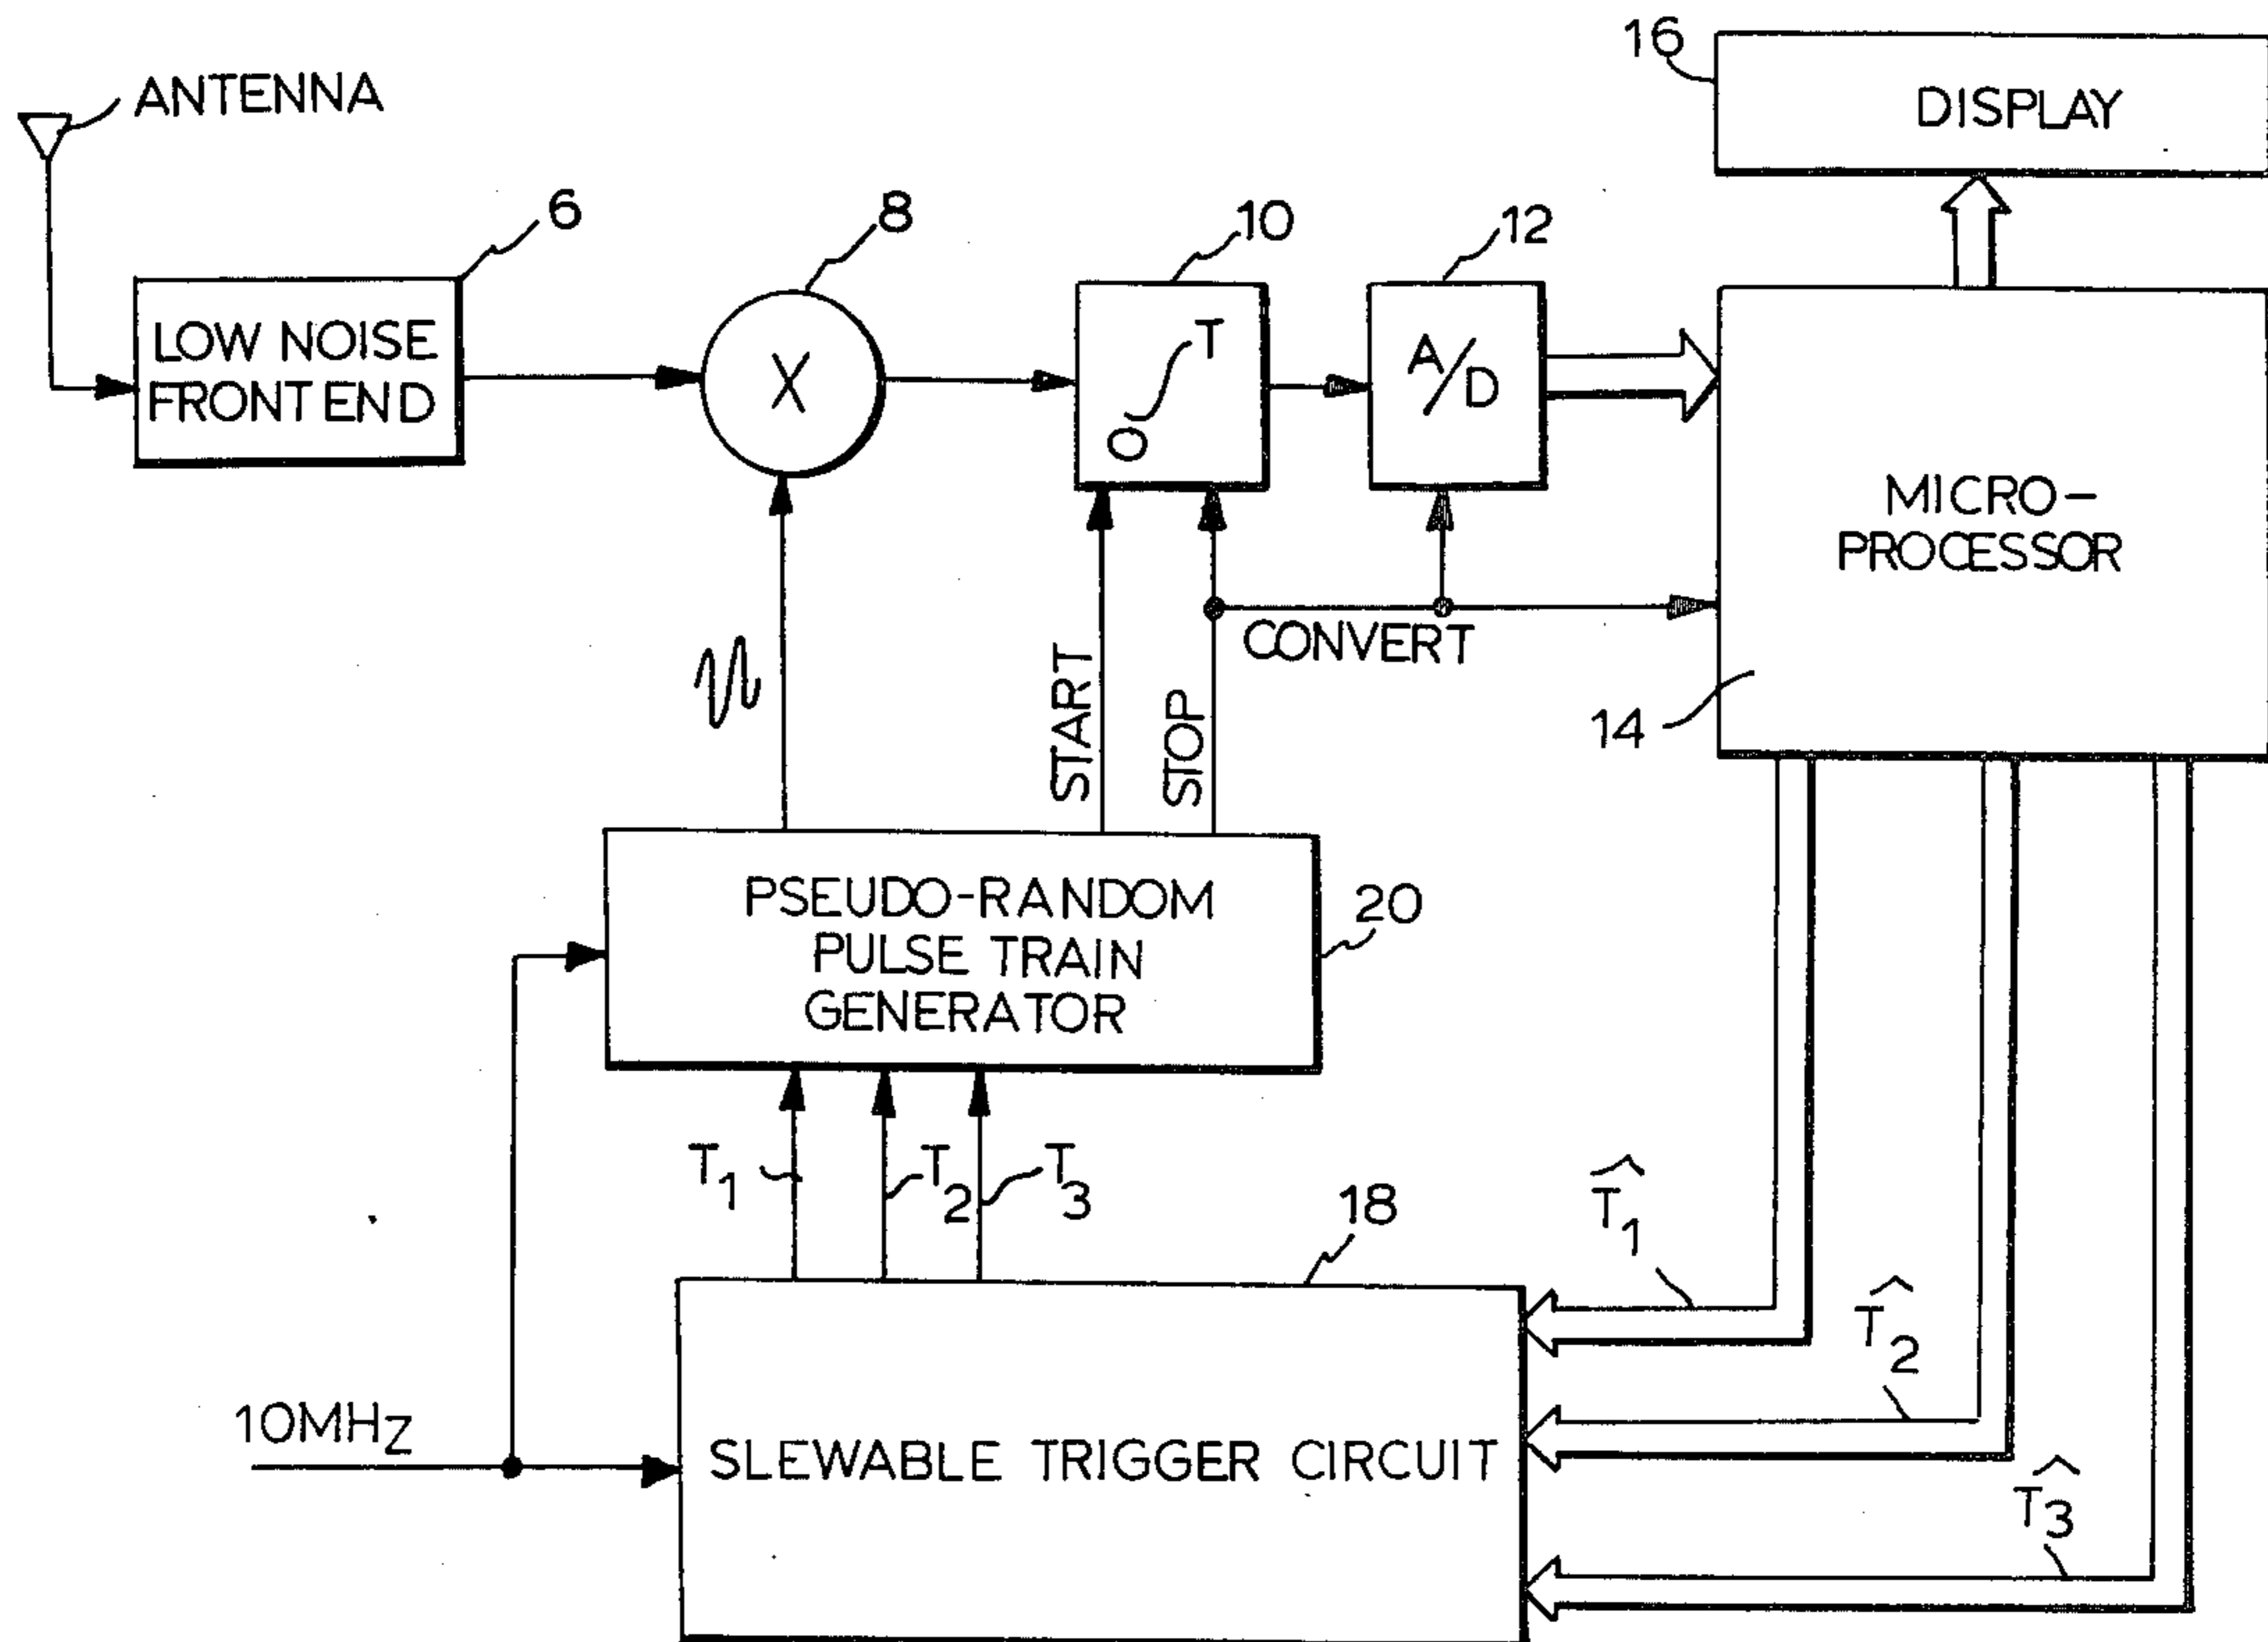 16
ANTENNA
DISPLAY
6
8
10
12
LOW NOISE
FRONT END
X
T
O
A/D
MICRO-
PROCESSOR
CONVERT
START
STOP
14
PSEUDO-RANDOM
PULSE TRAIN
GENERATOR
20
T1
T2
T3
18
T̂1
T̂2
T̂3
10MHZ
SLEWABLE TRIGGER CIRCUIT